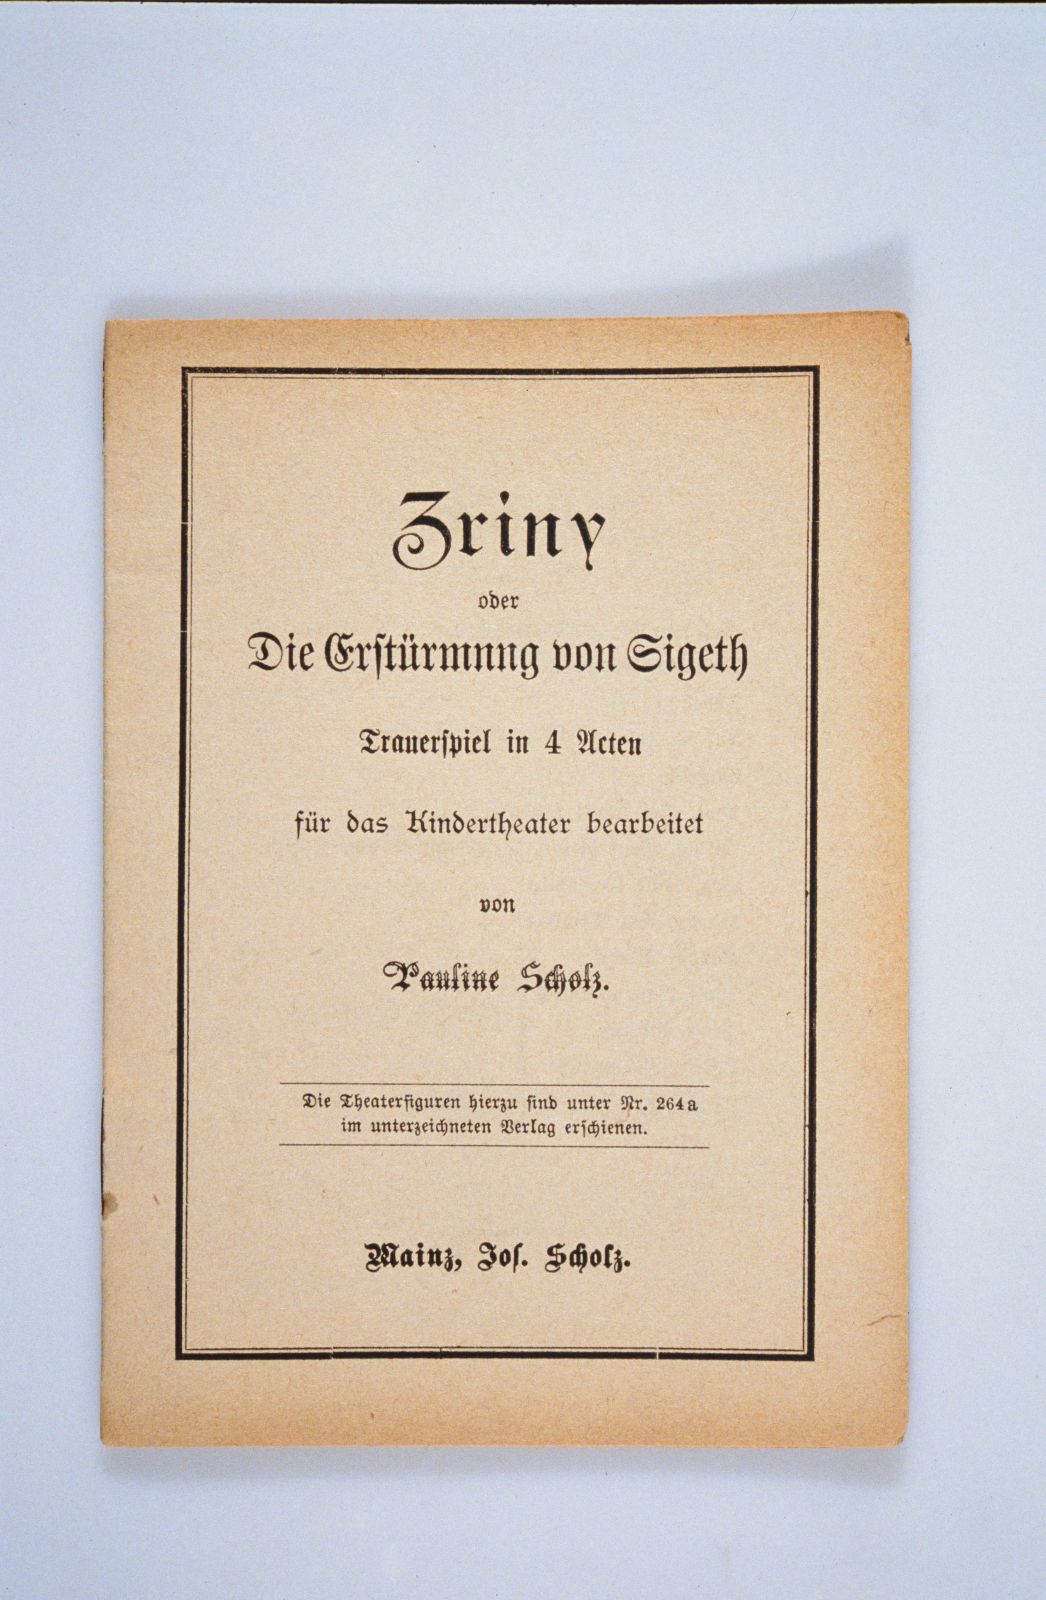 Zriny
oder
Die Erstürmung von Sigeth
Trauerspiel in 4 Acten
für das Kindertheater bearbeitet
von
Pauline Scholz.
Die Theaterfiguren hierzu sind unter Nr. 264a
im unterzeichneten Verlag erschienen.
Mainz, Jos. Scholz.